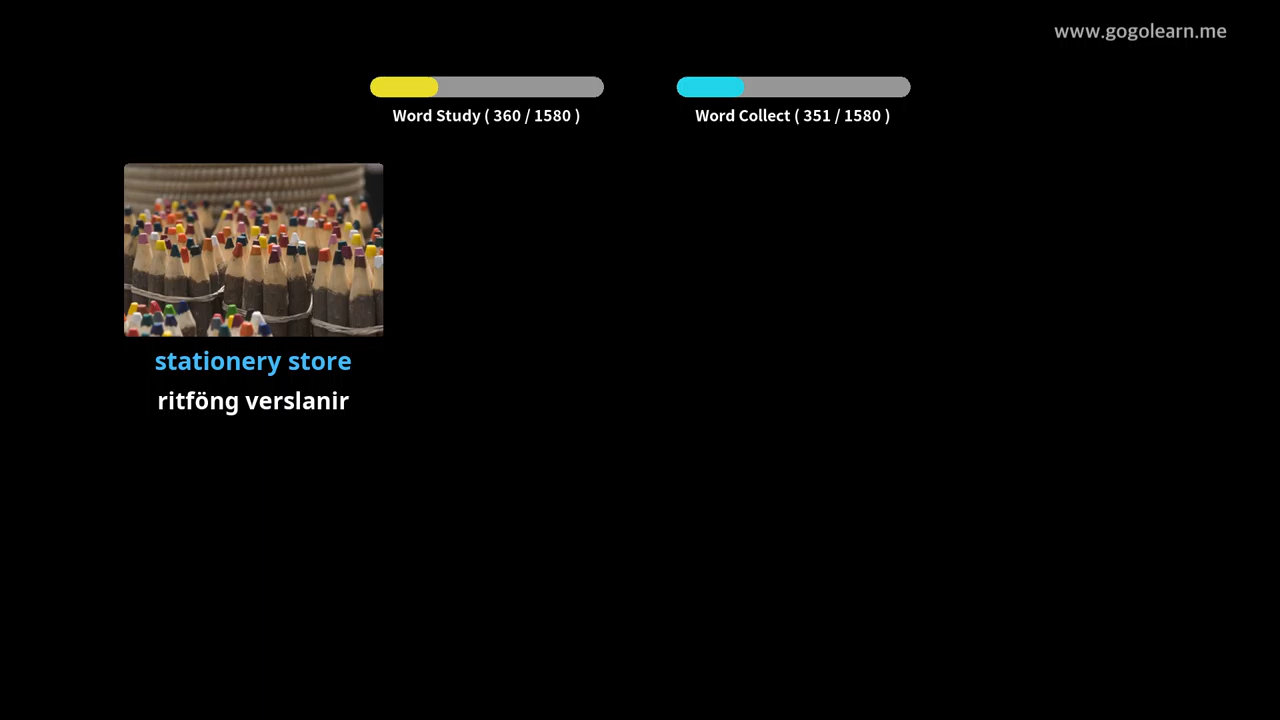 www.gogolearn.me
Word Study ( 360 / 1580 )
Word Collect ( 351 / 1580 )
stationery store
ritföng verslanir